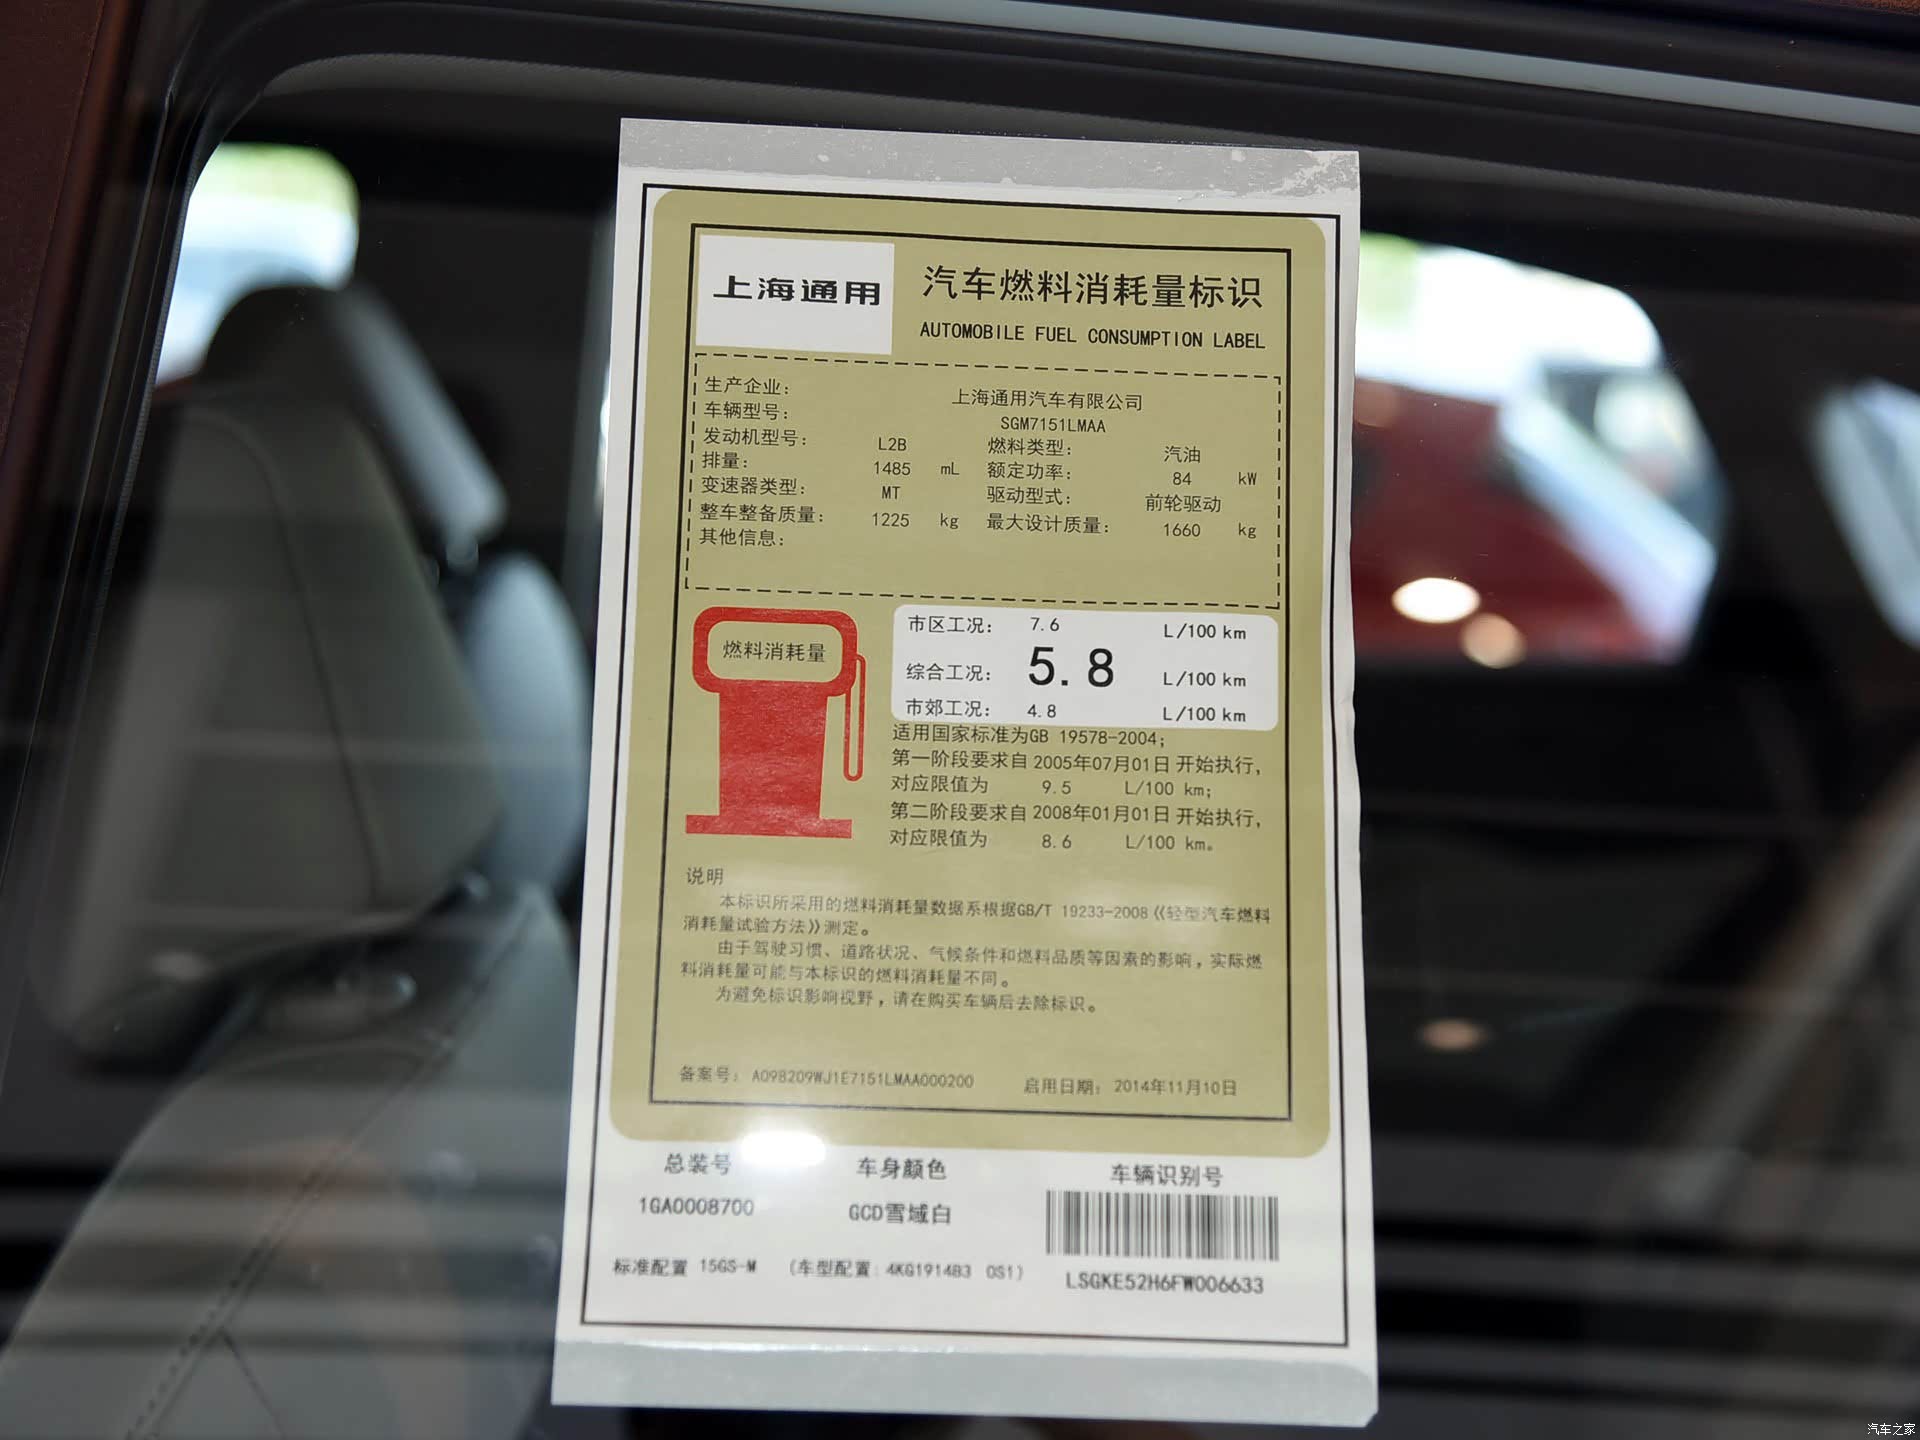 上海通用
汽车燃料消耗量标识
AUTOMOBILE FUEL CONSUMPTION LABEL
生产企业: 上海通用汽车有限公司
车辆型号: SGM7151LMAA
发动机型号: L2B 燃料类型: 汽油
排量: 1485 mL 额定功率: 84 kW
变速器类型: MT 驱动型式: 前轮驱动
整车整备质量: 1225 kg 最大设计质量: 1660 kg
其他信息:
燃料消耗量
市区工况: 7.6 L/100 km
综合工况: 5.8 L/100 km
市郊工况: 4.8 L/100 km
适用国家标准为GB 19578-2004;
第一阶段要求自 2005年07月01日 开始执行,
对应限值为 9.5 L/100 km;
第二阶段要求自 2008年01月01日 开始执行,
对应限值为 8.6 L/100 km。
说明
本标识所采用的燃料消耗量数据系根据GB/T 19233-2008《轻型汽车燃料
消耗量试验方法》测定。
由于驾驶习惯、道路状况、气候条件和燃料品质等因素的影响，实际燃
料消耗量可能与本标识的燃料消耗量不同。
为避免标识影响视野，请在购买车辆后去除标识。
备案号: A098209WJ1E7151LMAA000200 启用日期: 2014年11月10日
总装号 车身颜色 车辆识别号
1GA0008700 GCD雪域白
标准配置 15GS-M (车型配置: 4KG1914B3 OS1) LSGKE52H6FW006633
汽车之家